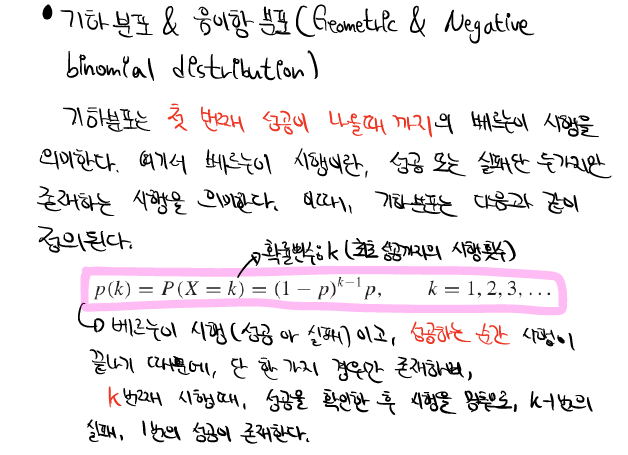 • 기하분포 & 음이항 분포(Geometric & Negative
binomial distribution)
기하분포는 첫 번째 성공이 나올때 까지의 베르누이 시행을
의미한다. 여기서 베르누이 시행이란, 성공 또는 실패란 두가지만
존재하는 시행을 의미한다. 이때, 기하분포는 다음과 같이
정의된다.
확률변수 k (최초 성공까지의 시행횟수)
p(k) = P(X = k) = (1 − p)^{k−1} p, k = 1, 2, 3, …
베르누이 시행(성공 or 실패)이고, 성공하는 순간 시행이
끝나기 때문에, 단 한 가지 경우만 존재하며,
k번째 시행때, 성공을 확인한 후 시행을 멈추므로, k-1번의
실패, 1번의 성공이 존재한다.